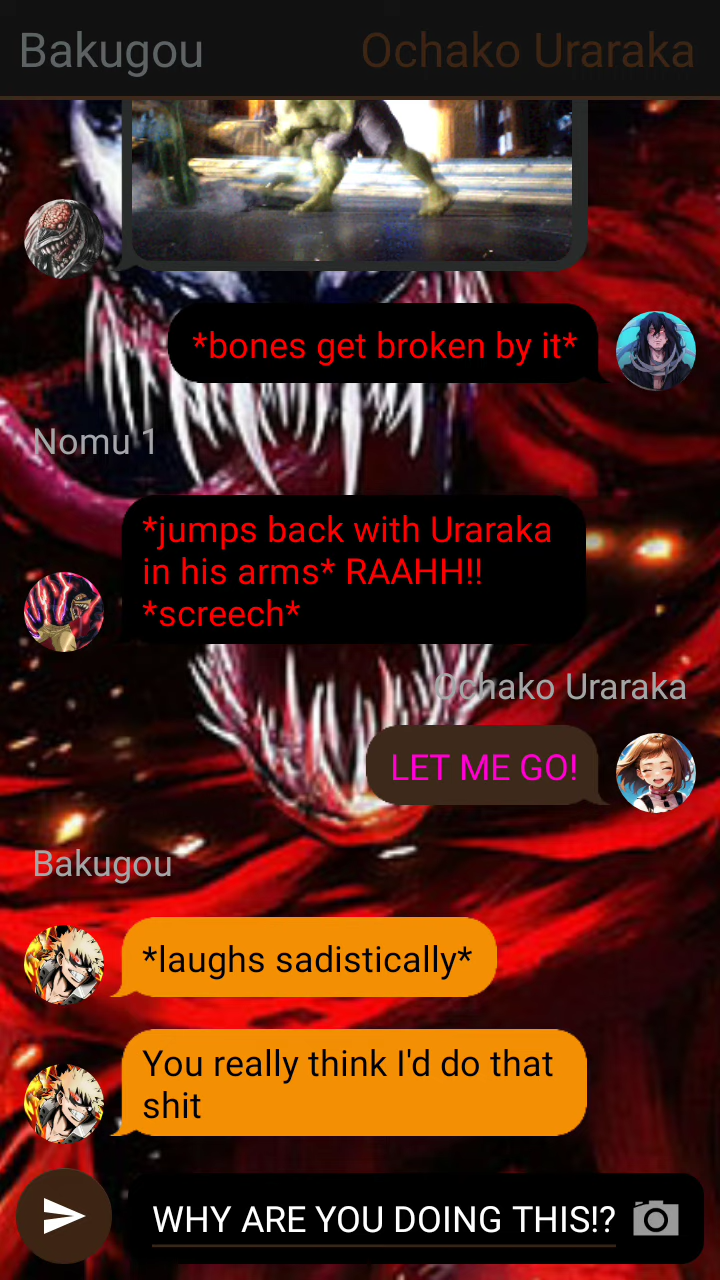 Bakugou
Ochako Uraraka
*bones get broken by it*
Nomu 1
*jumps back with Uraraka
in his arms* RAAHH!!
*screech*
Ochako Uraraka
LET ME GO!
Bakugou
*laughs sadistically*
You really think I'd do that
shit
WHY ARE YOU DOING THIS!?